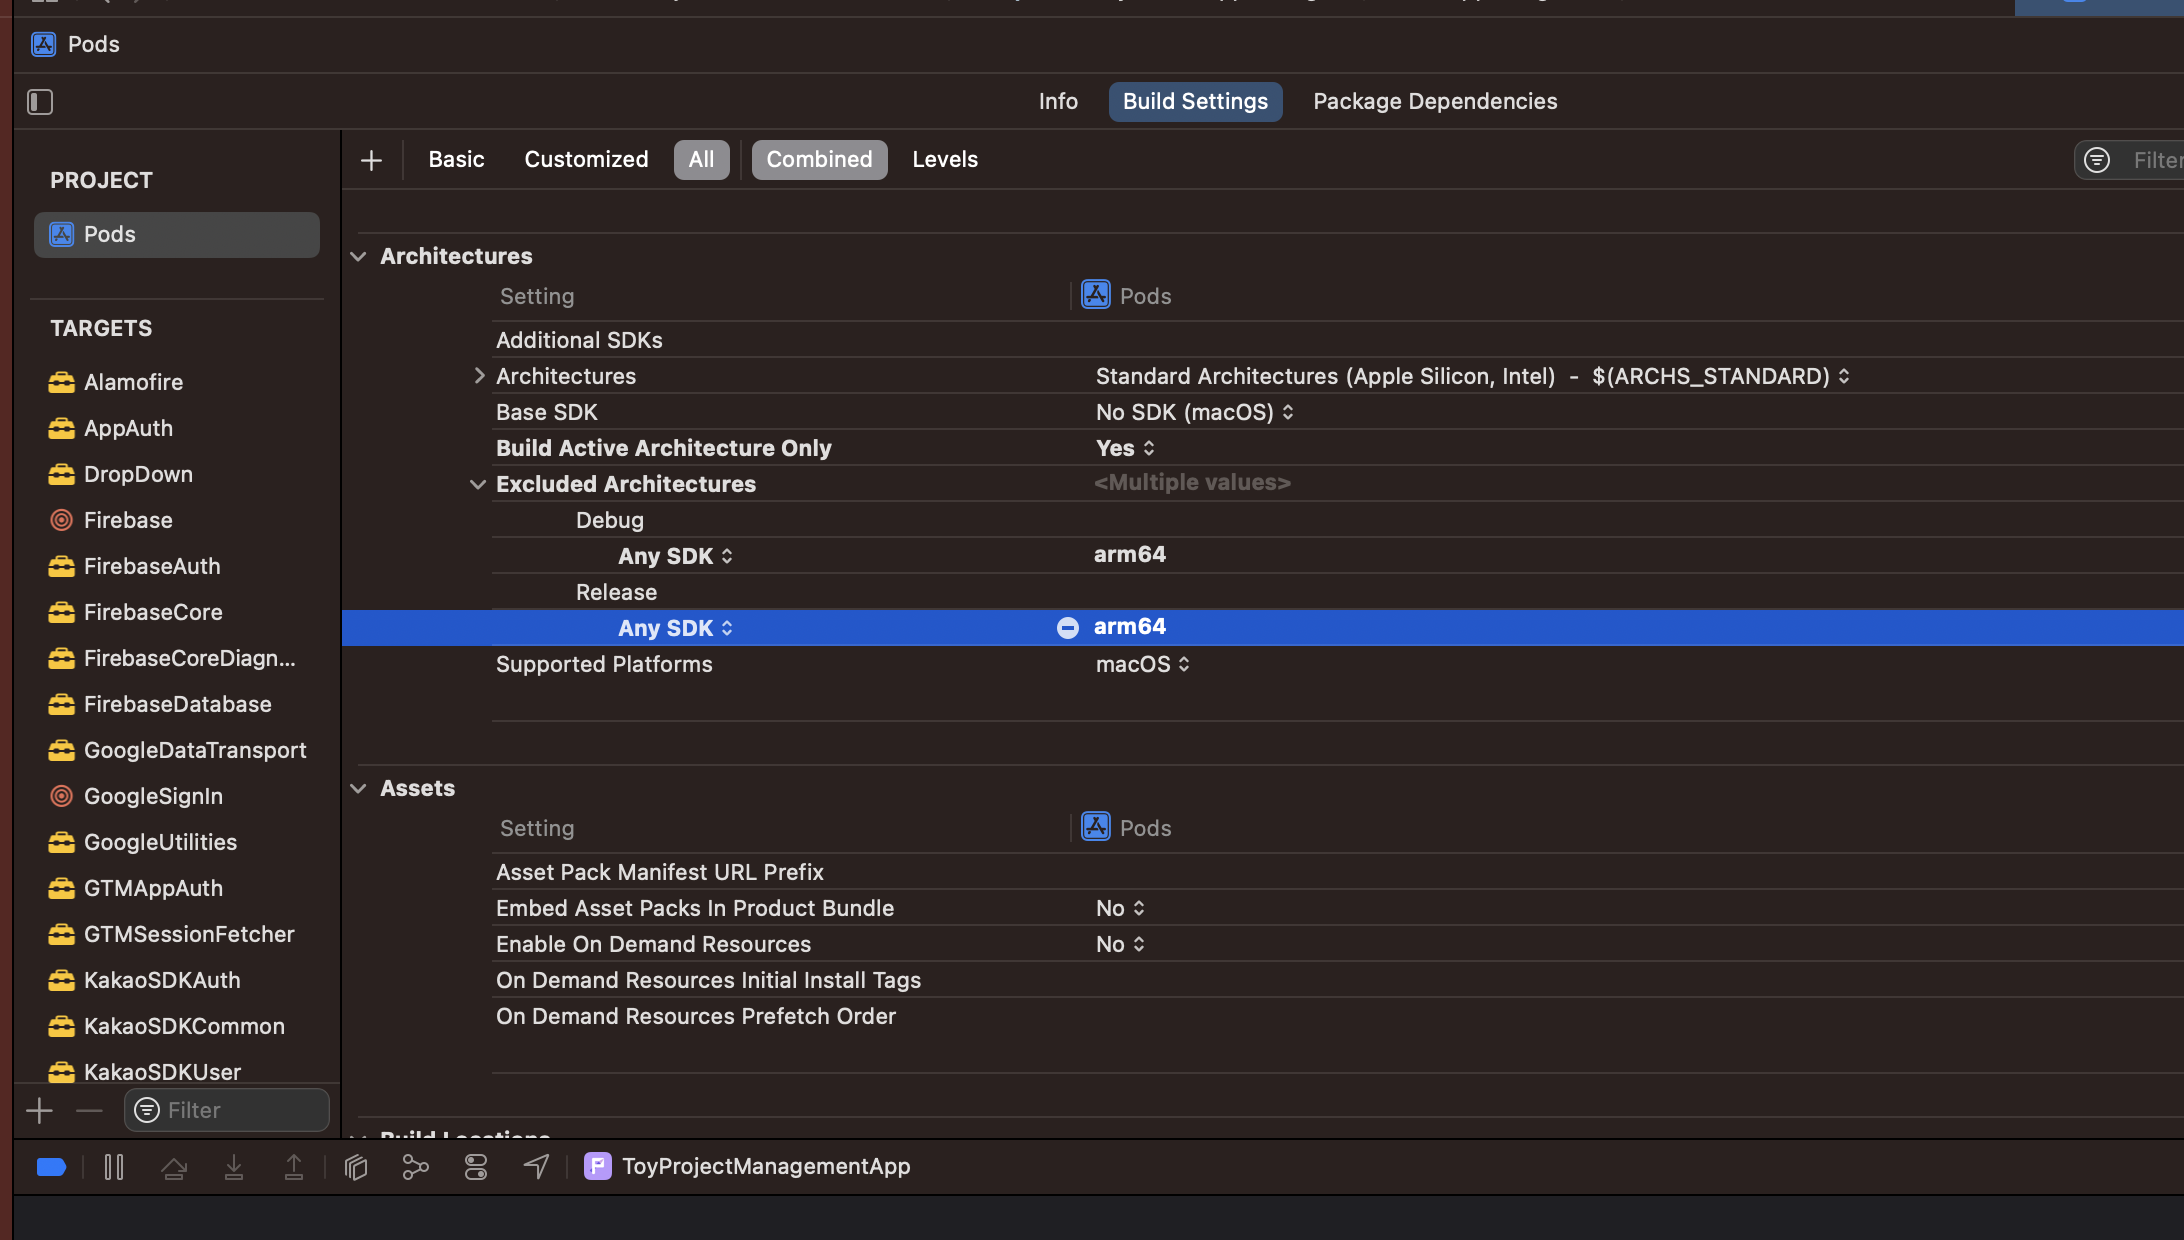 Pods
Info
Build Settings
Package Dependencies
PROJECT
Pods
TARGETS
Alamofire
AppAuth
DropDown
Firebase
FirebaseAuth
FirebaseCore
FirebaseCoreDiagn...
FirebaseDatabase
GoogleDataTransport
GoogleSignIn
GoogleUtilities
GTMAppAuth
GTMSessionFetcher
KakaoSDKAuth
KakaoSDKCommon
KakaoSDKUser
Filter
Basic
Customized
All
Combined
Levels
Filter
Architectures
Setting
Pods
Additional SDKs
Architectures
Standard Architectures (Apple Silicon, Intel) - $(ARCHS_STANDARD)
Base SDK
No SDK (macOS)
Build Active Architecture Only
Yes
Excluded Architectures
<Multiple values>
Debug
Any SDK
arm64
Release
Any SDK
arm64
Supported Platforms
macOS
Assets
Setting
Pods
Asset Pack Manifest URL Prefix
Embed Asset Packs In Product Bundle
No
Enable On Demand Resources
No
On Demand Resources Initial Install Tags
On Demand Resources Prefetch Order
Build Locations
ToyProjectManagementApp